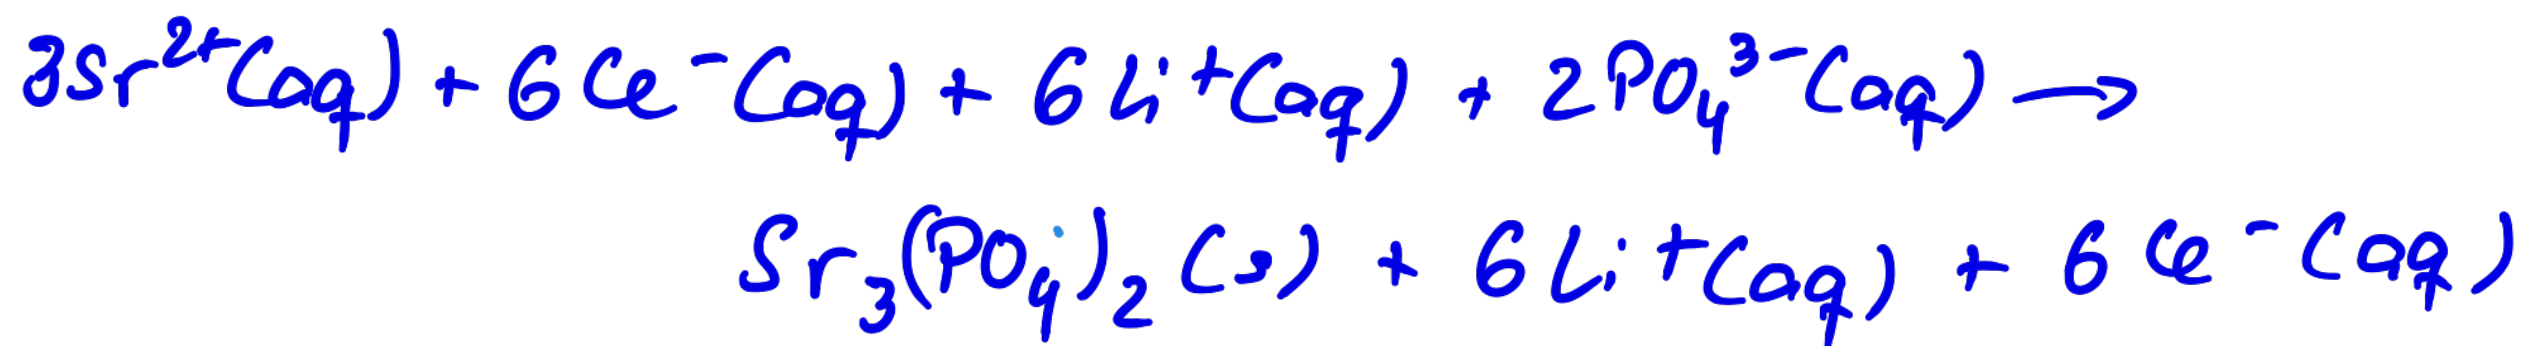 3Sr²⁺(aq) + 6Cl⁻(aq) + 6Li⁺(aq) + 2PO₄³⁻(aq) →
Sr₃(PO₄)₂(s) + 6Li⁺(aq) + 6Cl⁻(aq)